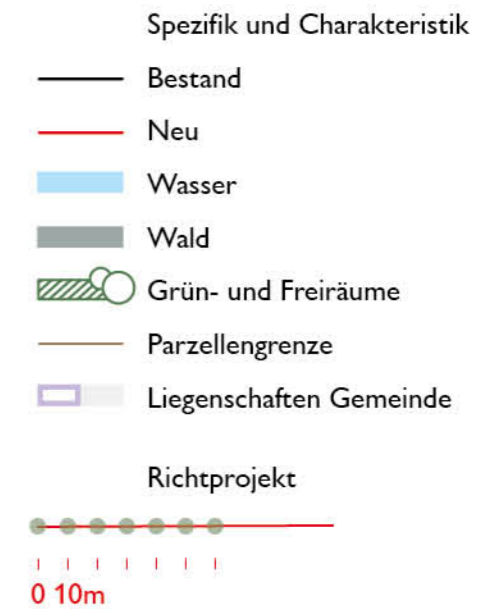 Spezifik und Charakteristik
Bestand
Neu
Wasser
Wald
Grün- und Freiräume
Parzellengrenze
Liegenschaften Gemeinde
Richtprojekt
0 10m